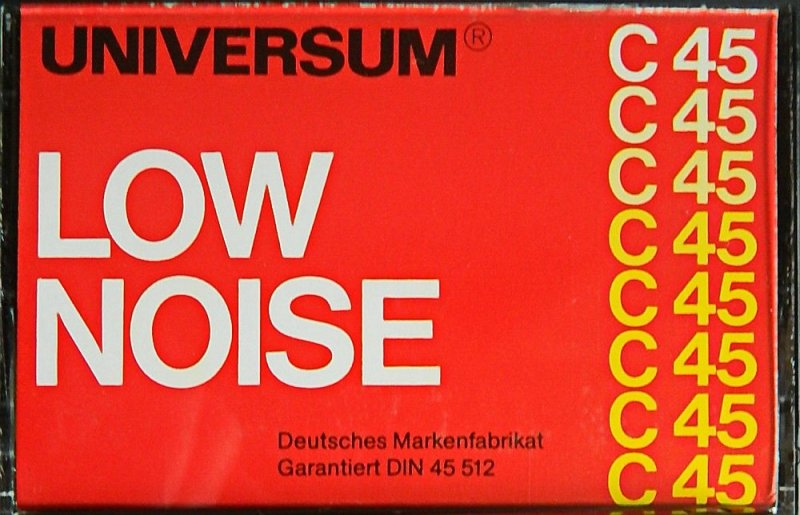 UNIVERSUM®
LOW
NOISE
Deutsches Markenfabrikat
Garantiert DIN 45 512
C 45
C 45
C 45
C 45
C 45
C 45
C 45
C 45